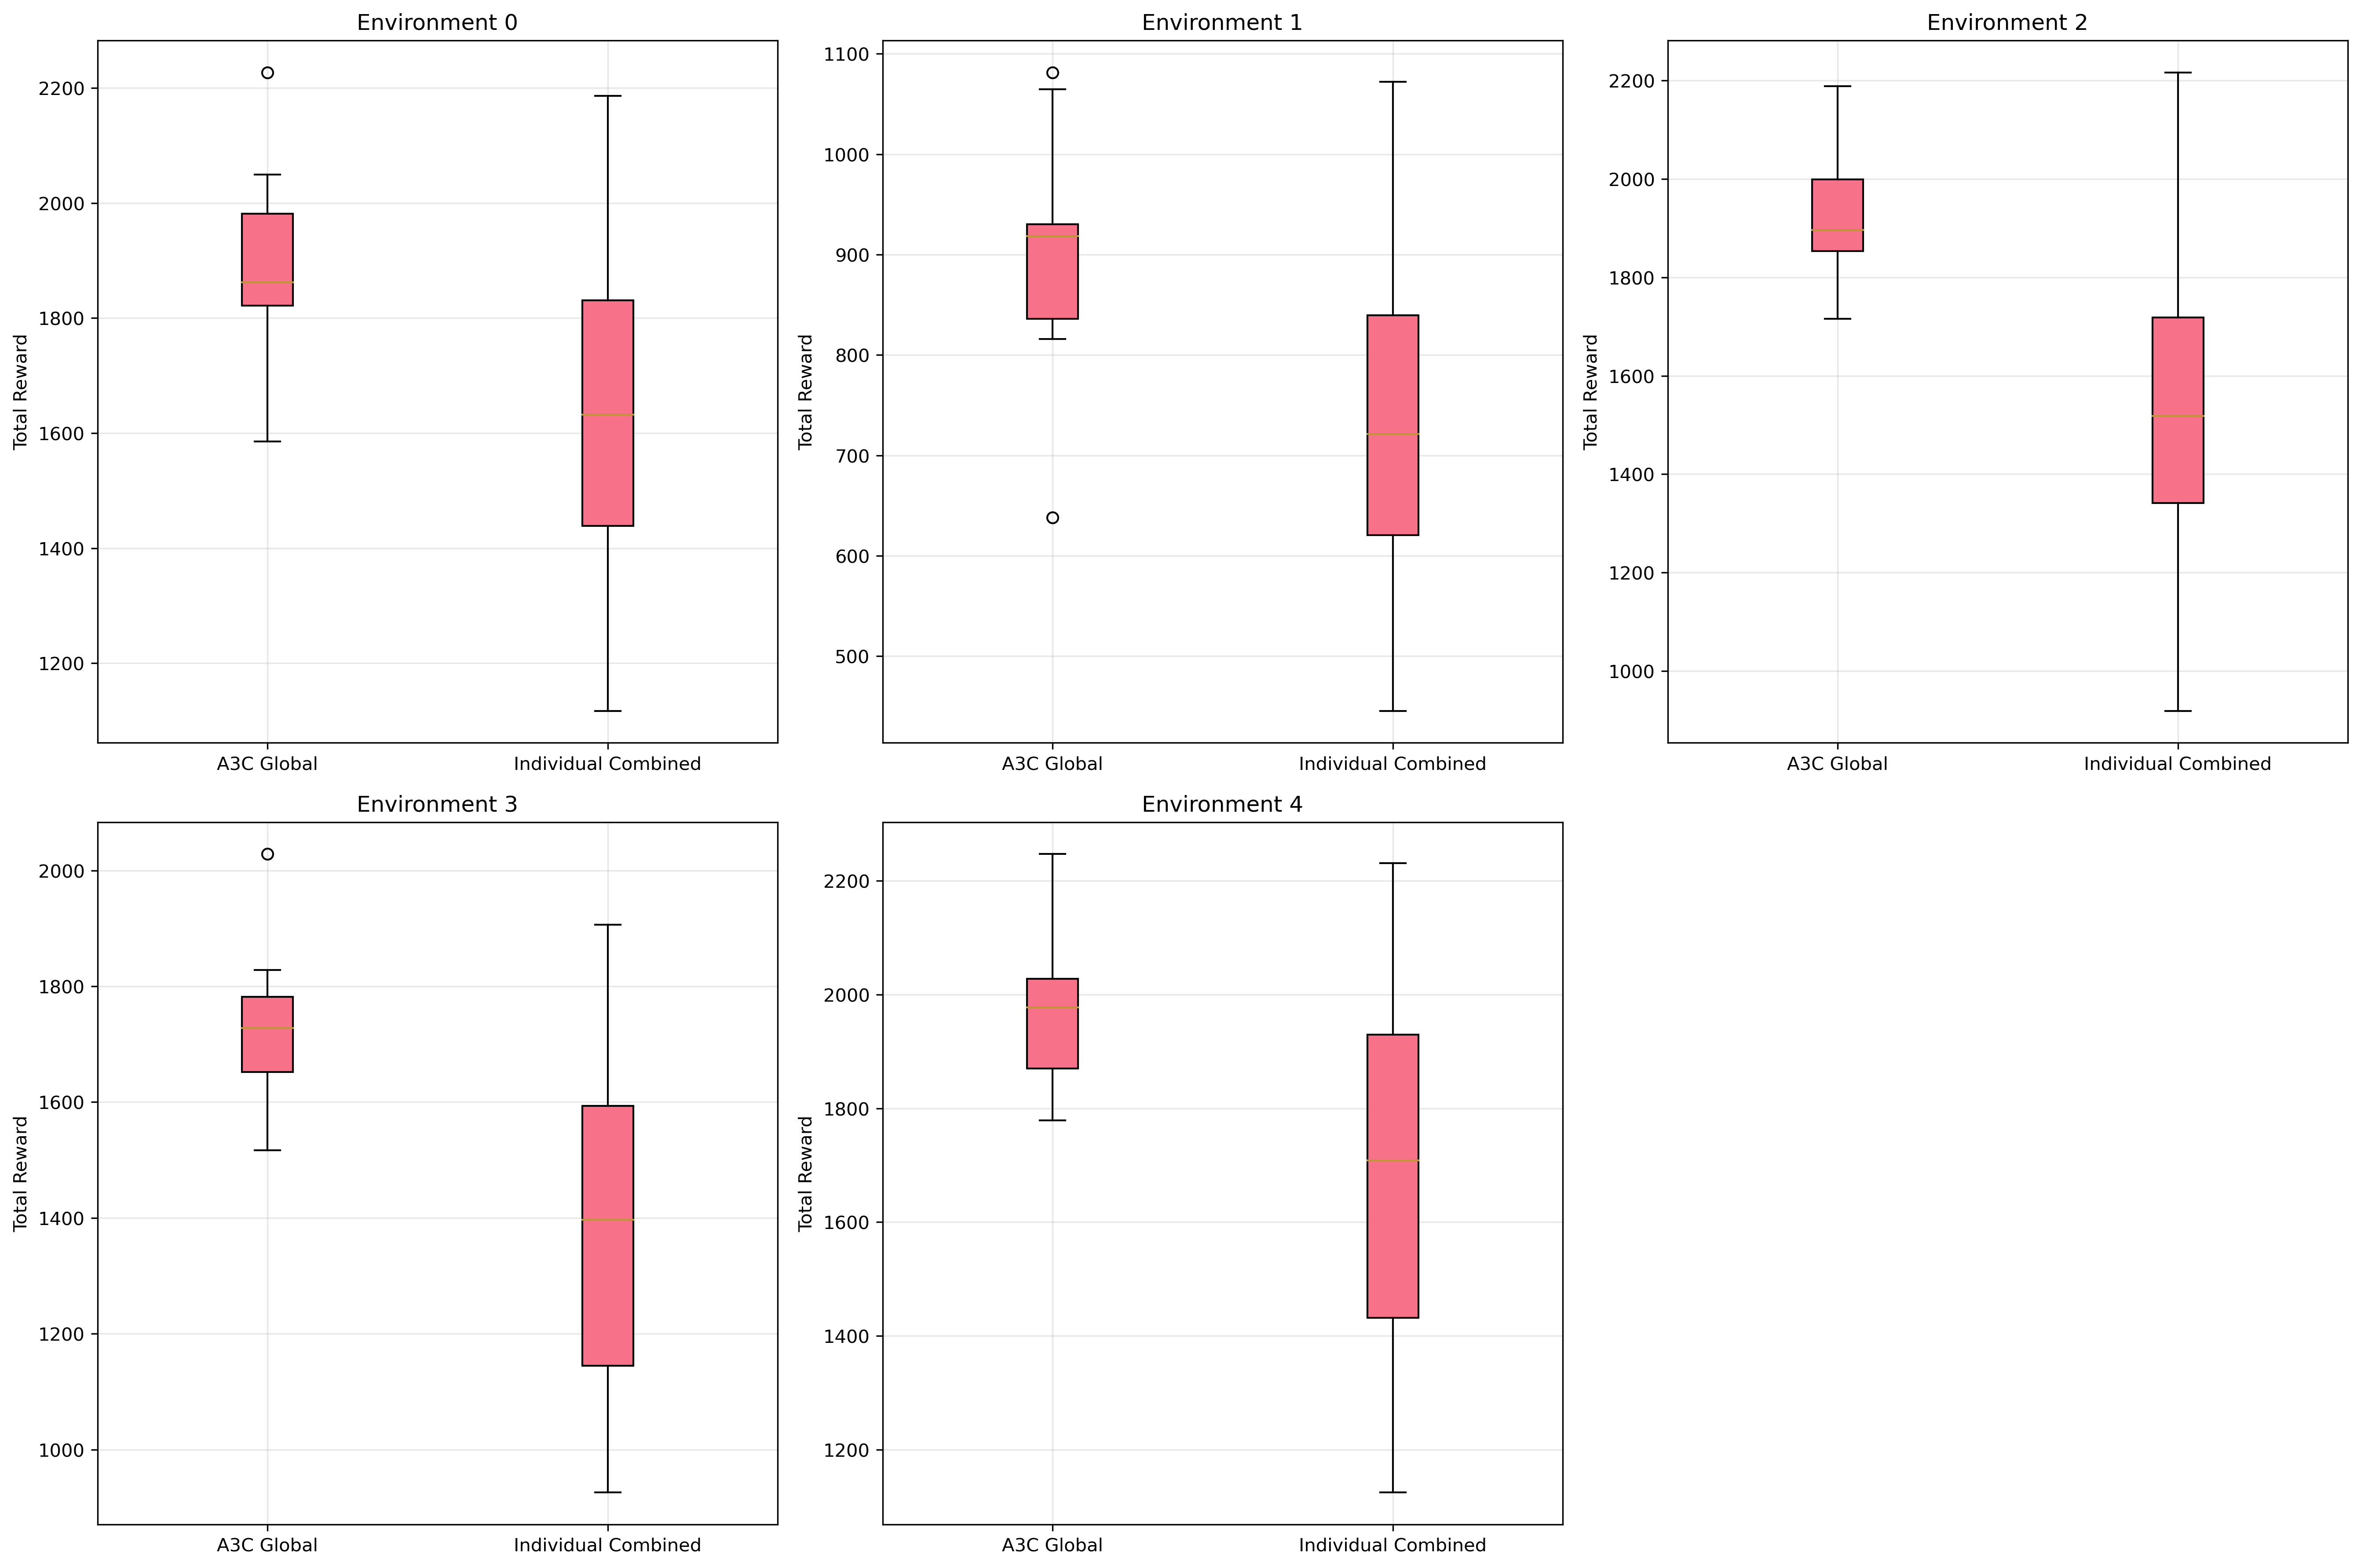 Environment 0
Total Reward
2200
2000
1800
1600
1400
1200
A3C Global
Individual Combined
Environment 1
Total Reward
1100
1000
900
800
700
600
500
A3C Global
Individual Combined
Environment 2
Total Reward
2200
2000
1800
1600
1400
1200
1000
A3C Global
Individual Combined
Environment 3
Total Reward
2000
1800
1600
1400
1200
1000
A3C Global
Individual Combined
Environment 4
Total Reward
2200
2000
1800
1600
1400
1200
A3C Global
Individual Combined